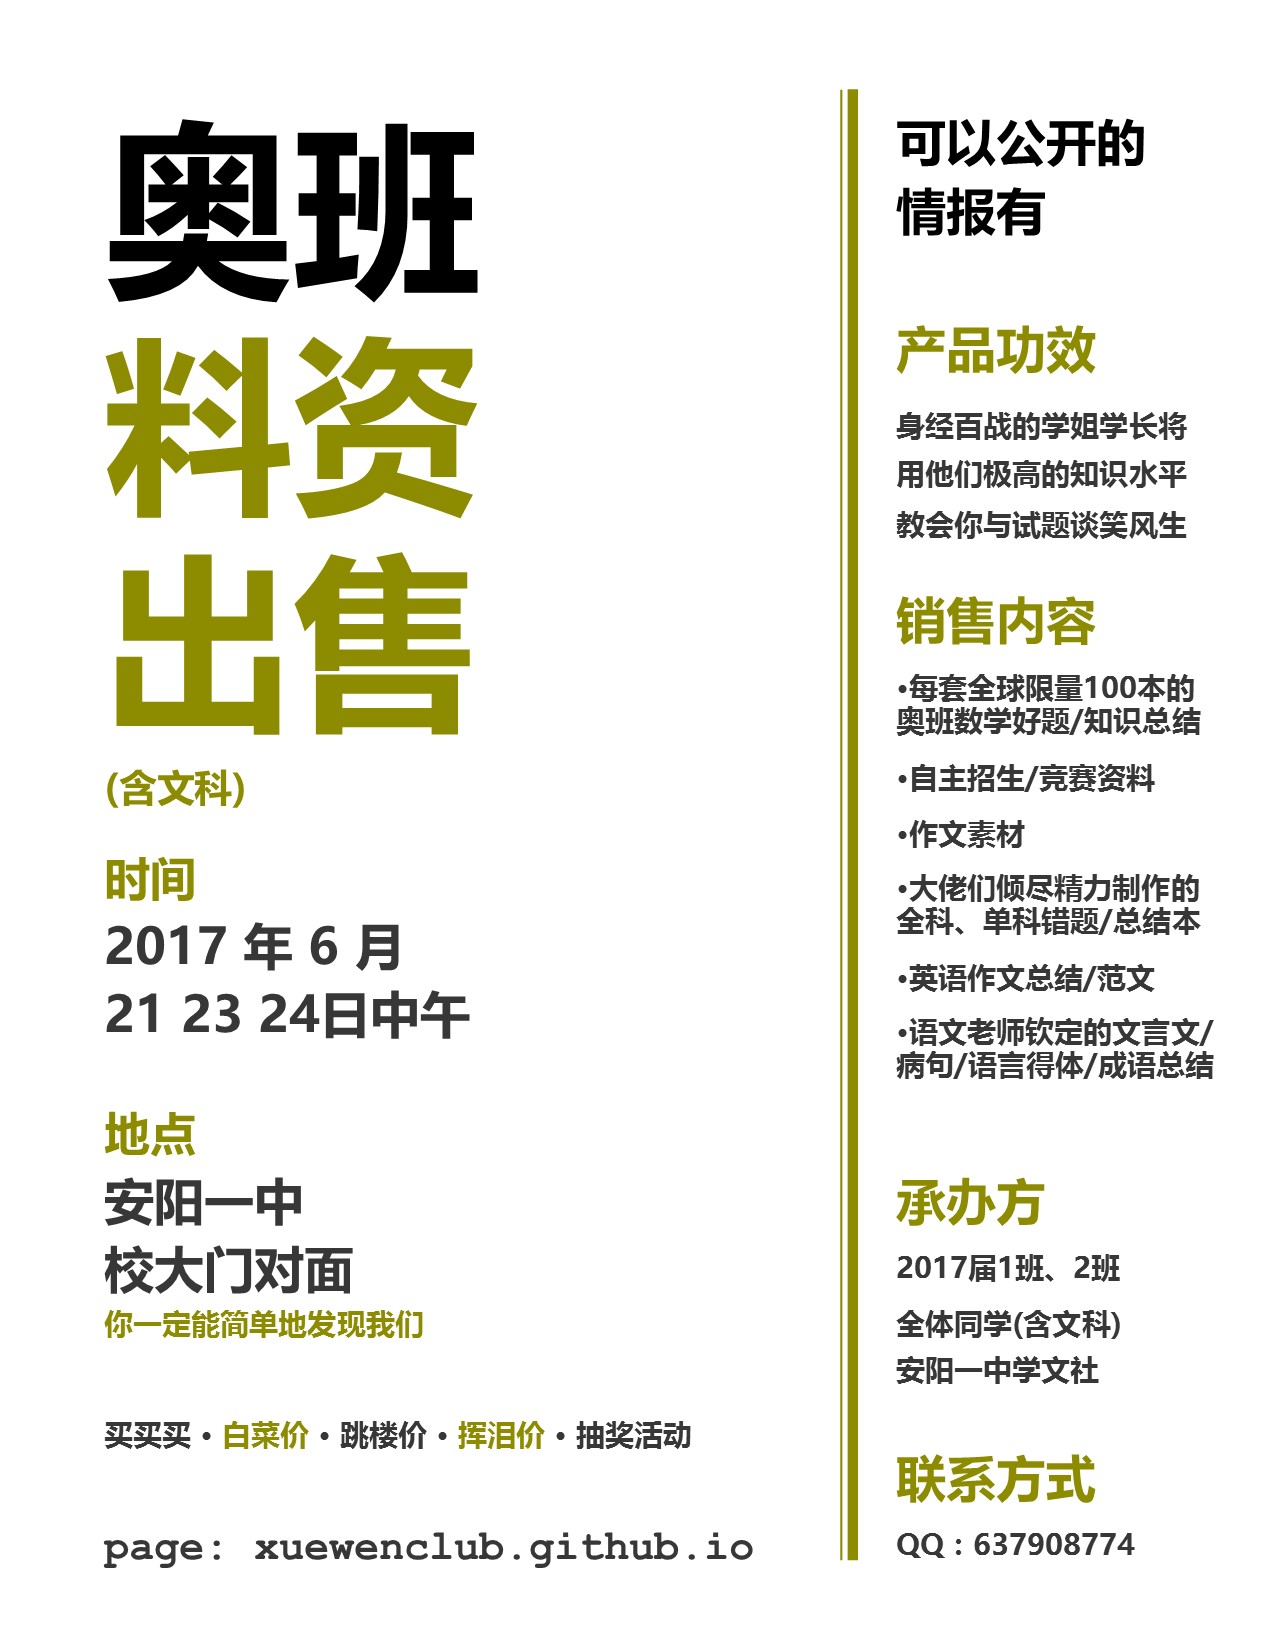 奥班
料资
出售
(含文科)
时间
2017 年 6 月
21 23 24日中午
地点
安阳一中
校大门对面
你一定能简单地发现我们
买买买·白菜价·跳楼价·挥泪价·抽奖活动
page: xuewenclub.github.io
可以公开的
情报有
产品功效
身经百战的学姐学长将
用他们极高的知识水平
教会你与试题谈笑风生
销售内容
·每套全球限量100本的
奥班数学好题/知识总结
·自主招生/竞赛资料
·作文素材
·大佬们倾尽精力制作的
全科、单科错题/总结本
·英语作文总结/范文
·语文老师钦定的文言文/
病句/语言得体/成语总结
承办方
2017届1班、2班
全体同学(含文科)
安阳一中学文社
联系方式
QQ：637908774